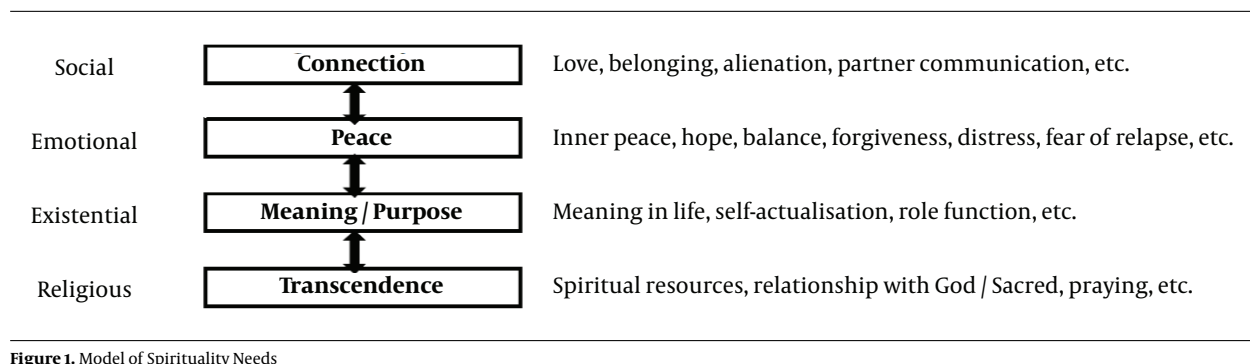 Social Connection Love, belonging, alienation, partner communication, etc.
Emotional Peace Inner peace, hope, balance, forgiveness, distress, fear of relapse, etc.
Existential Meaning / Purpose Meaning in life, self-actualisation, role function, etc.
Religious Transcendence Spiritual resources, relationship with God / Sacred, praying, etc.
Figure 1. Model of Spirituality Needs